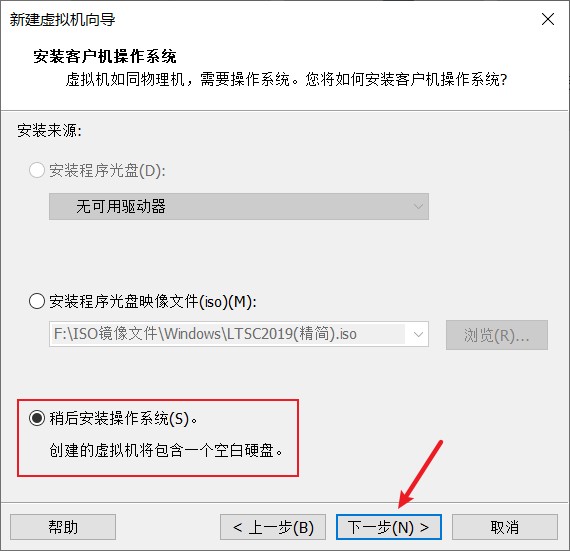 新建虚拟机向导
安装客户机操作系统
虚拟机如同物理机，需要操作系统。您将如何安装客户机操作系统?
安装来源:
安装程序光盘(D):
无可用驱动器
安装程序光盘映像文件(iso)(M):
F:\ISO镜像文件\Windows\LTSC2019(精简).iso
浏览(R)...
稍后安装操作系统(S)。
创建的虚拟机将包含一个空白硬盘。
帮助
< 上一步(B)
下一步(N) >
取消